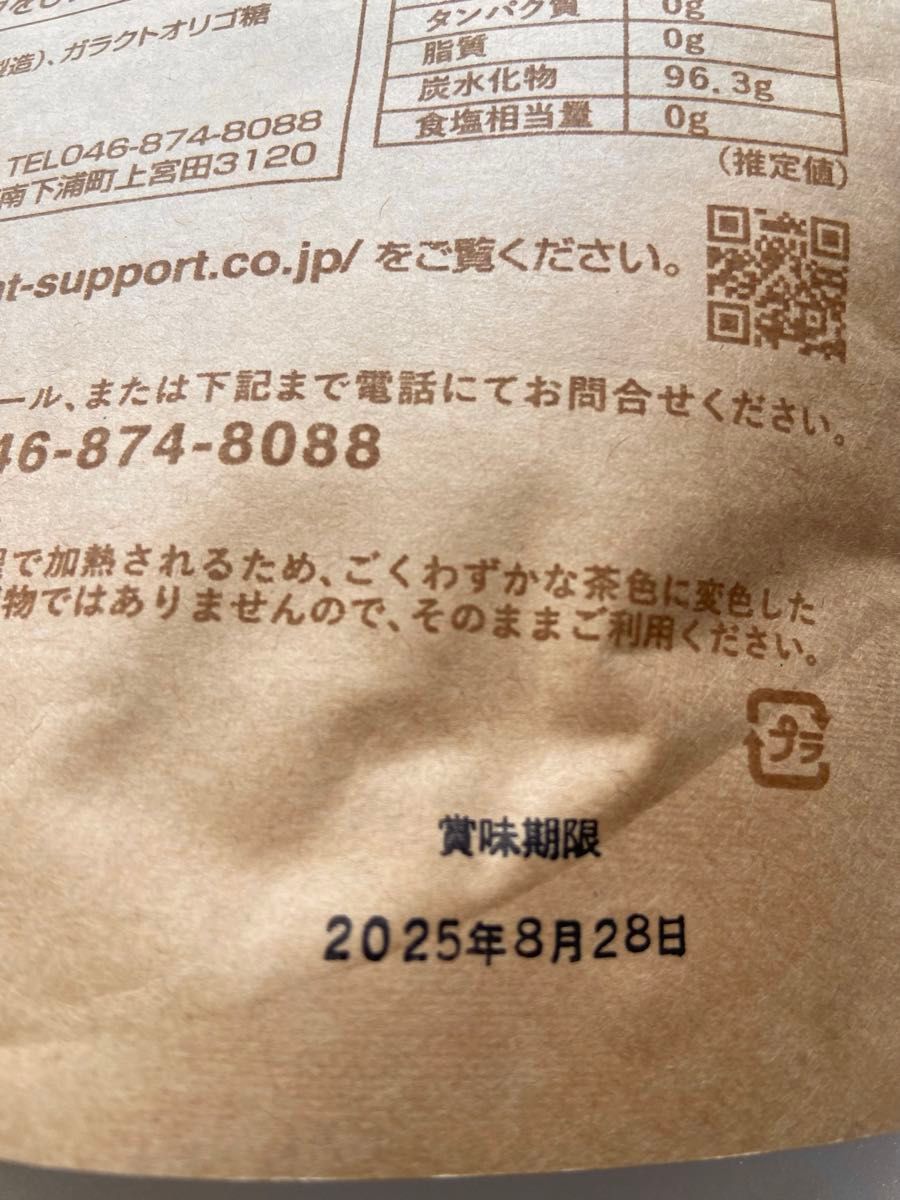 タンパク質 0g
製造)、ガラクトオリゴ糖
脂質 0g
炭水化物 96.3g
食塩相当量 0g
TEL046-874-8088
南下浦町上宮田3120
(推定値)
t-support.co.jp/ をご覧ください。
ール、または下記まで電話にてお問合せください。
46-874-8088
で加熱されるため、ごくわずかな茶色に変色した
物ではありませんので、そのままご利用ください。
プラ
賞味期限
2025年8月28日